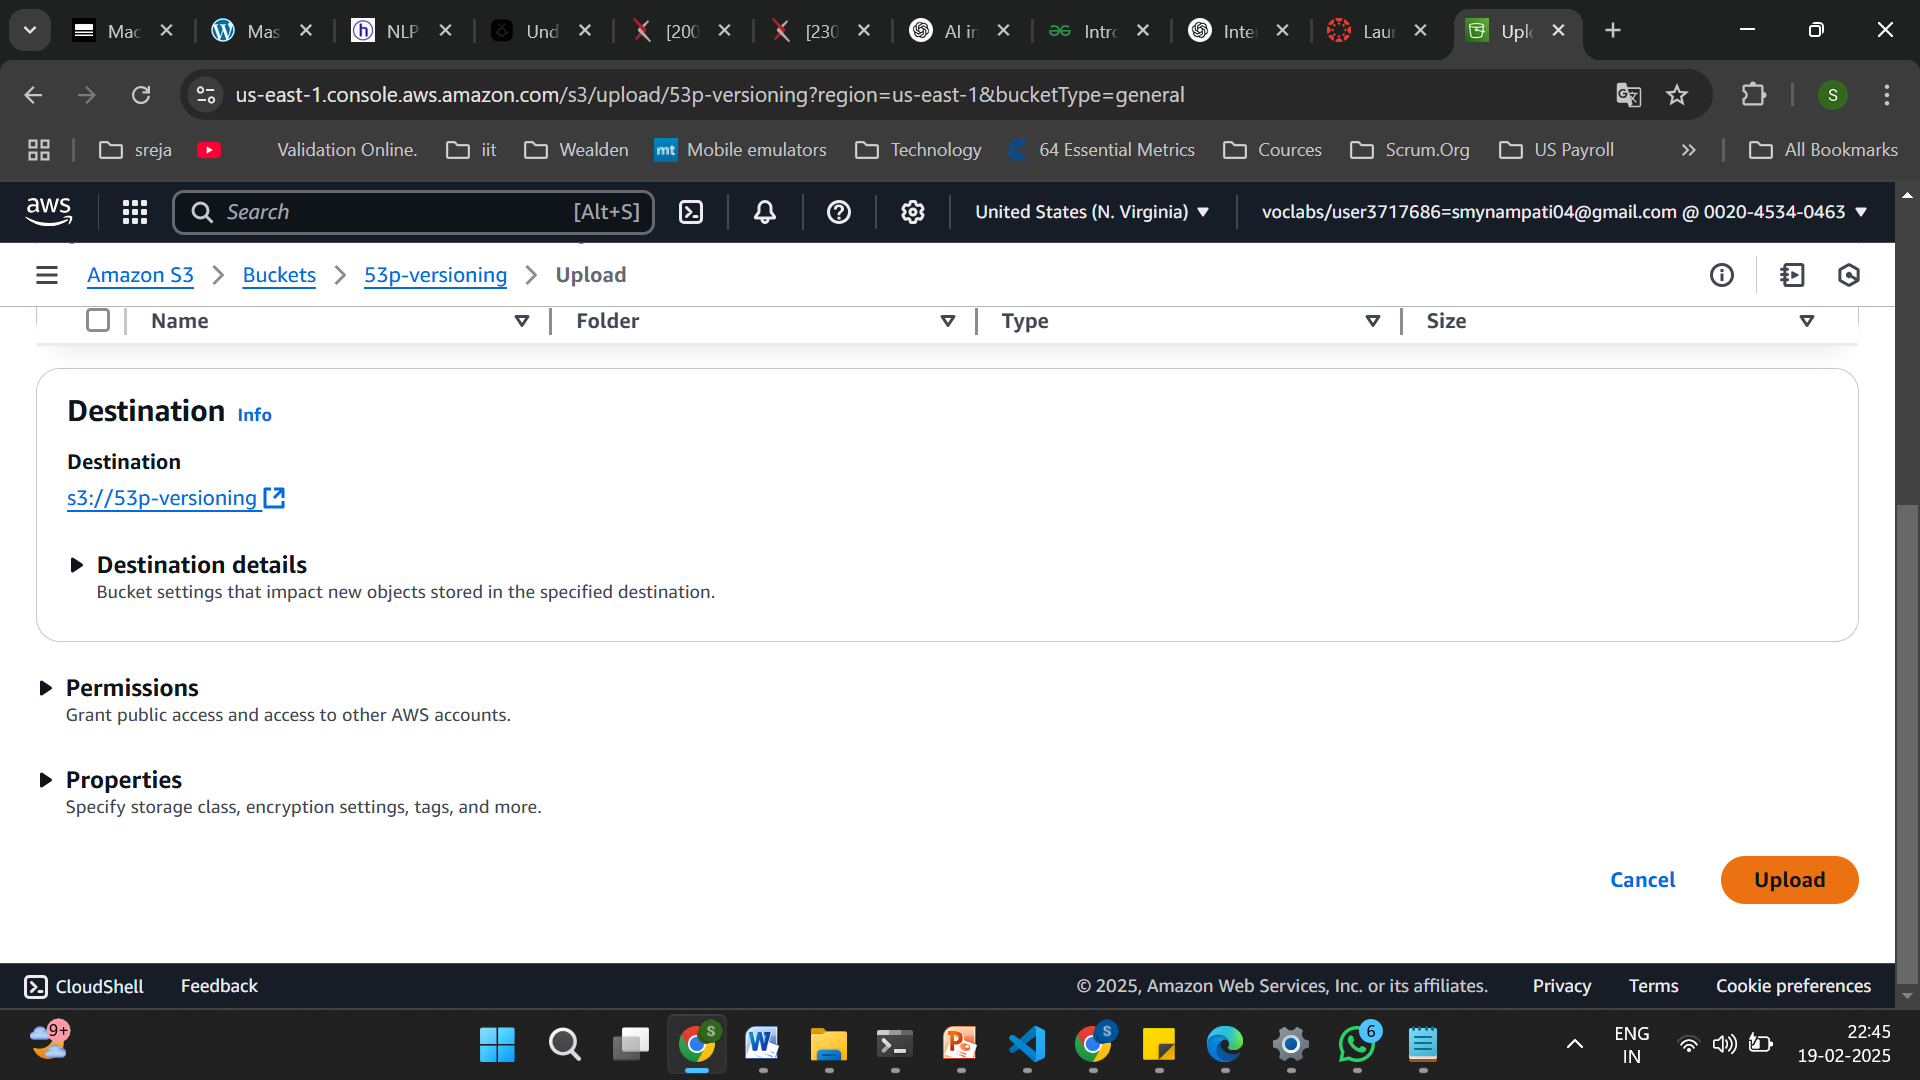 Mac
Mas
NLP
Und
[200
[230
AI in
Intro
Inte
Laun
Uplo
us-east-1.console.aws.amazon.com/s3/upload/53p-versioning?region=us-east-1&bucketType=general
S
sreja
Validation Online.
iit
Wealden
mt
Mobile emulators
Technology
64 Essential Metrics
Cources
Scrum.Org
US Payroll
All Bookmarks
aws
Search
[Alt+S]
United States (N. Virginia)
voclabs/user3717686=smynampati04@gmail.com @ 0020-4534-0463
Amazon S3
Buckets
53p-versioning
Upload
Name
Folder
Type
Size
Destination Info
Destination
s3://53p-versioning
Destination details
Bucket settings that impact new objects stored in the specified destination.
Permissions
Grant public access and access to other AWS accounts.
Properties
Specify storage class, encryption settings, tags, and more.
Cancel
Upload
CloudShell
Feedback
© 2025, Amazon Web Services, Inc. or its affiliates.
Privacy
Terms
Cookie preferences
9+
S
S
6
ENG
IN
22:45
19-02-2025